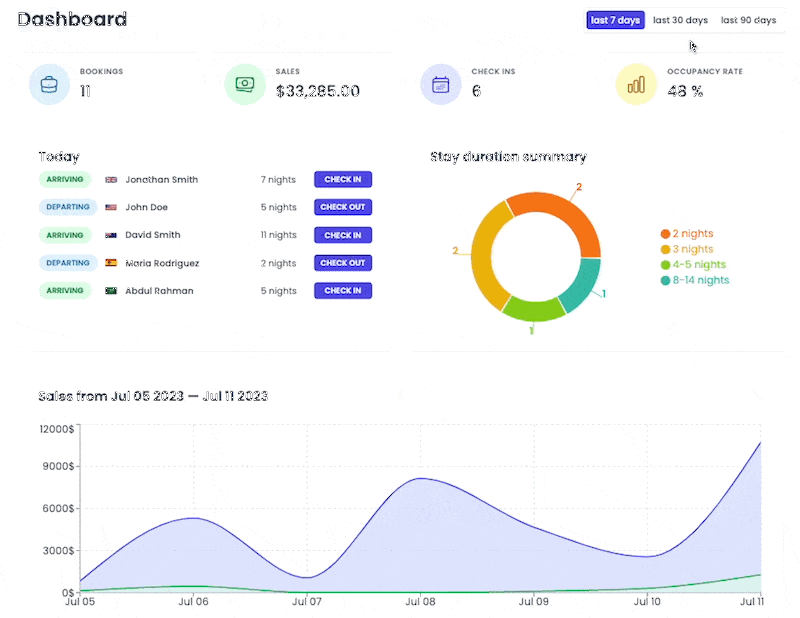 Dashboard
last 7 days last 30 days last 90 days
BOOKINGS
11
SALES
$33,285.00
CHECK INS
6
OCCUPANCY RATE
48 %
Today
ARRIVING Jonathan Smith 7 nights CHECK IN
DEPARTING John Doe 5 nights CHECK OUT
ARRIVING David Smith 11 nights CHECK IN
DEPARTING Maria Rodriguez 2 nights CHECK OUT
ARRIVING Abdul Rahman 5 nights CHECK IN
Stay duration summary
2
2
1
1
2 nights
3 nights
4-5 nights
8-14 nights
Sales from Jul 05 2023 — Jul 11 2023
12000$
9000$
6000$
3000$
0$
Jul 05 Jul 06 Jul 07 Jul 08 Jul 09 Jul 10 Jul 11